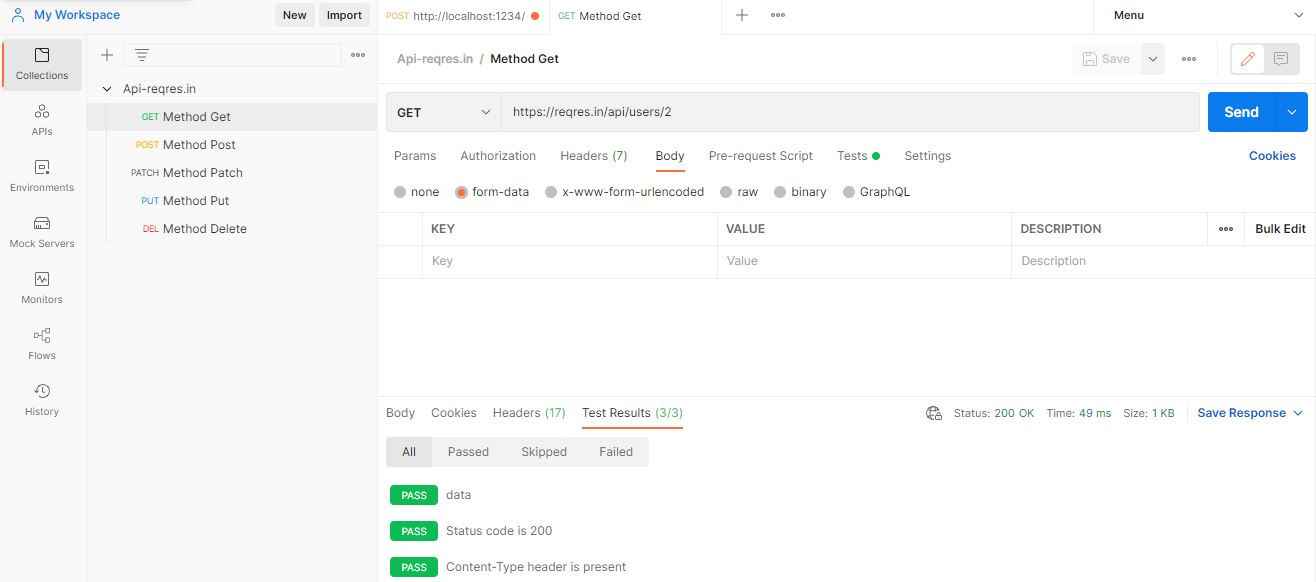 My Workspace New Import POST http://localhost:1234/ GET Method Get Menu
Collections
APIs
Environments
Mock Servers
Monitors
Flows
History
Api-reqres.in
GET Method Get
POST Method Post
PATCH Method Patch
PUT Method Put
DEL Method Delete
Api-reqres.in / Method Get Save
GET https://reqres.in/api/users/2 Send
Params Authorization Headers (7) Body Pre-request Script Tests Settings Cookies
none form-data x-www-form-urlencoded raw binary GraphQL
KEY VALUE DESCRIPTION Bulk Edit
Key Value Description
Body Cookies Headers (17) Test Results (3/3) Status: 200 OK Time: 49 ms Size: 1 KB Save Response
All Passed Skipped Failed
PASS data
PASS Status code is 200
PASS Content-Type header is present